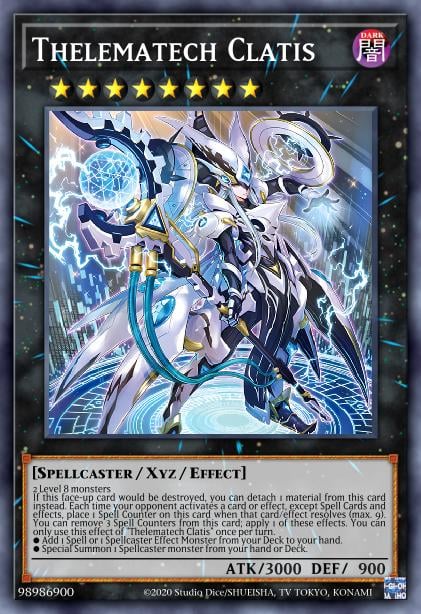 THELEMATECH CLATIS
DARK
闇
[SPELLCASTER / XYZ / EFFECT]
2 Level 8 monsters
If this face-up card would be destroyed, you can detach 1 material from this card
instead. Each time your opponent activates a card or effect, except Spell Cards and
effects, place 1 Spell Counter on this card when that card/effect resolves (max. 9).
You can remove 3 Spell Counters from this card; apply 1 of these effects. You can
only use this effect of "Thelematech Clatis" once per turn.
● Add 1 Spell or 1 Spellcaster Effect Monster from your Deck to your hand.
● Special Summon 1 Spellcaster monster from your hand or Deck.
ATK/3000 DEF/ 900
98986900
©2020 Studio Dice/SHUEISHA, TV TOKYO, KONAMI